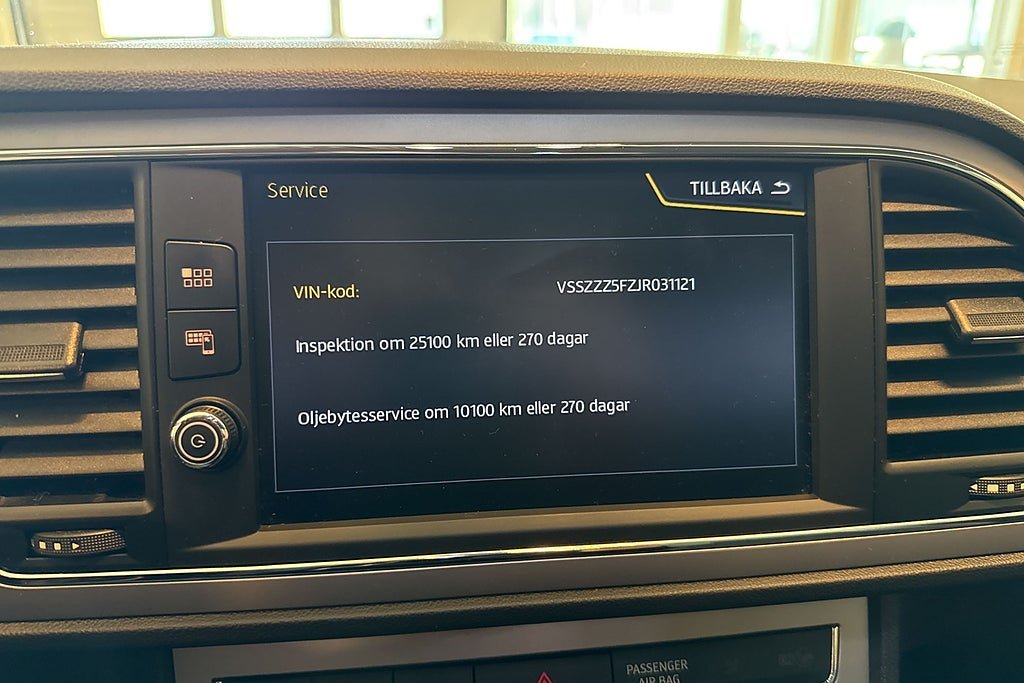 Service
TILLBAKA
VIN-kod: VSSZZZ5FZJR031121
Inspektion om 25100 km eller 270 dagar
Oljebytesservice om 10100 km eller 270 dagar
PASSENGER
AIR BAG